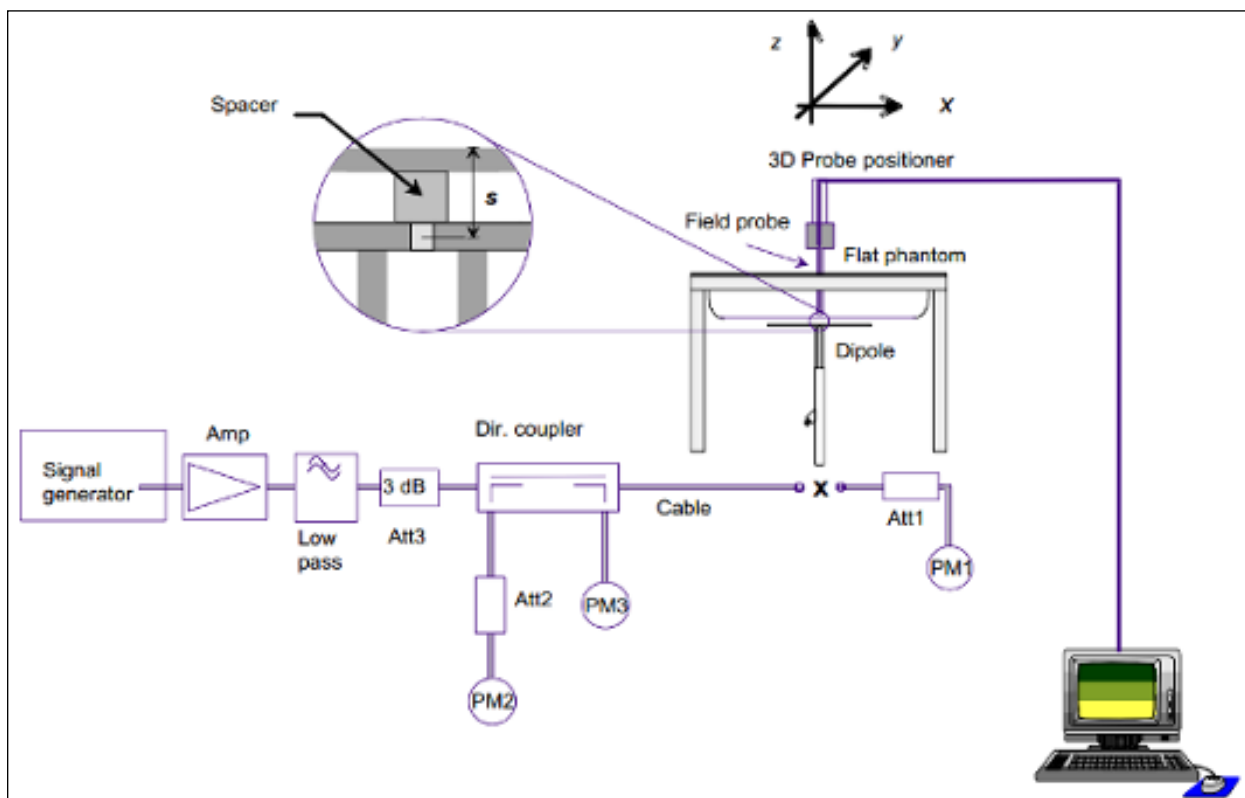 z
y
x
Spacer
s
3D Probe positioner
Field probe
Flat phantom
Dipole
Signal
generator
Amp
Low
pass
3 dB
Att3
Dir. coupler
Cable
X
Att1
PM1
Att2
PM3
PM2